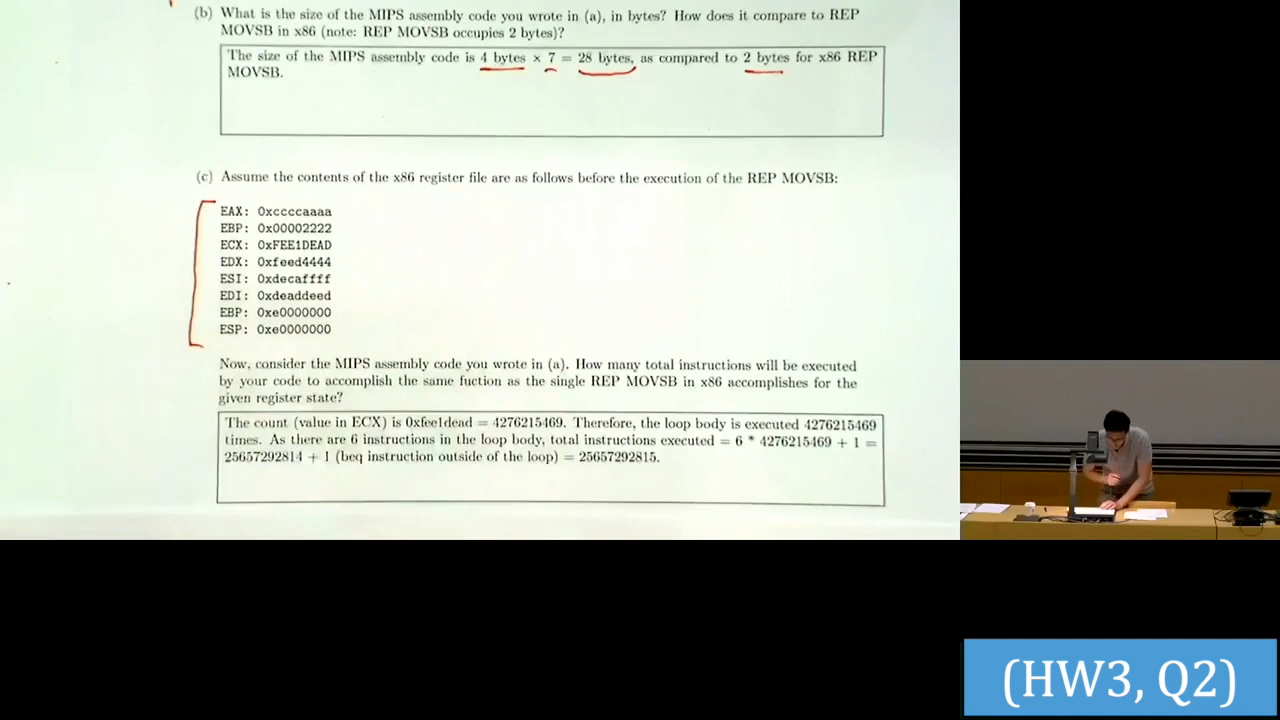 (b) What is the size of the MIPS assembly code you wrote in (a), in bytes? How does it compare to REP
MOVSB in x86 (note: REP MOVSB occupies 2 bytes)?
The size of the MIPS assembly code is 4 bytes × 7 = 28 bytes, as compared to 2 bytes for x86 REP
MOVSB.
(c) Assume the contents of the x86 register file are as follows before the execution of the REP MOVSB:
EAX: 0xccccaaaa
EBP: 0x00002222
ECX: 0xFEE1DEAD
EDX: 0xfeed4444
ESI: 0xdecaffff
EDI: 0xdeaddeed
EBP: 0xe0000000
ESP: 0xe0000000
Now, consider the MIPS assembly code you wrote in (a). How many total instructions will be executed
by your code to accomplish the same fuction as the single REP MOVSB in x86 accomplishes for the
given register state?
The count (value in ECX) is 0xfee1dead = 4276215469. Therefore, the loop body is executed 4276215469
times. As there are 6 instructions in the loop body, total instructions executed = 6 * 4276215469 + 1 =
25657292814 + 1 (beq instruction outside of the loop) = 25657292815.
(HW3, Q2)